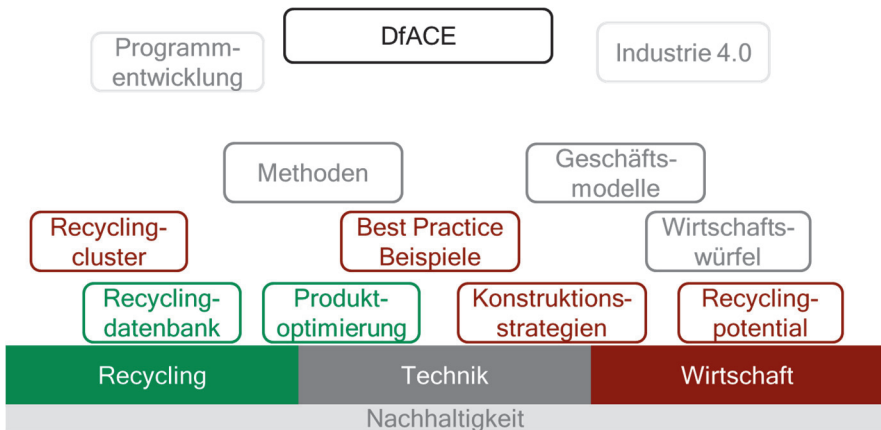 DfACE
Programm-
entwicklung
Industrie 4.0
Methoden
Geschäfts-
modelle
Recycling-
cluster
Best Practice
Beispiele
Wirtschafts-
würfel
Recycling-
datenbank
Produkt-
optimierung
Konstruktions-
strategien
Recycling-
potential
Recycling
Technik
Wirtschaft
Nachhaltigkeit